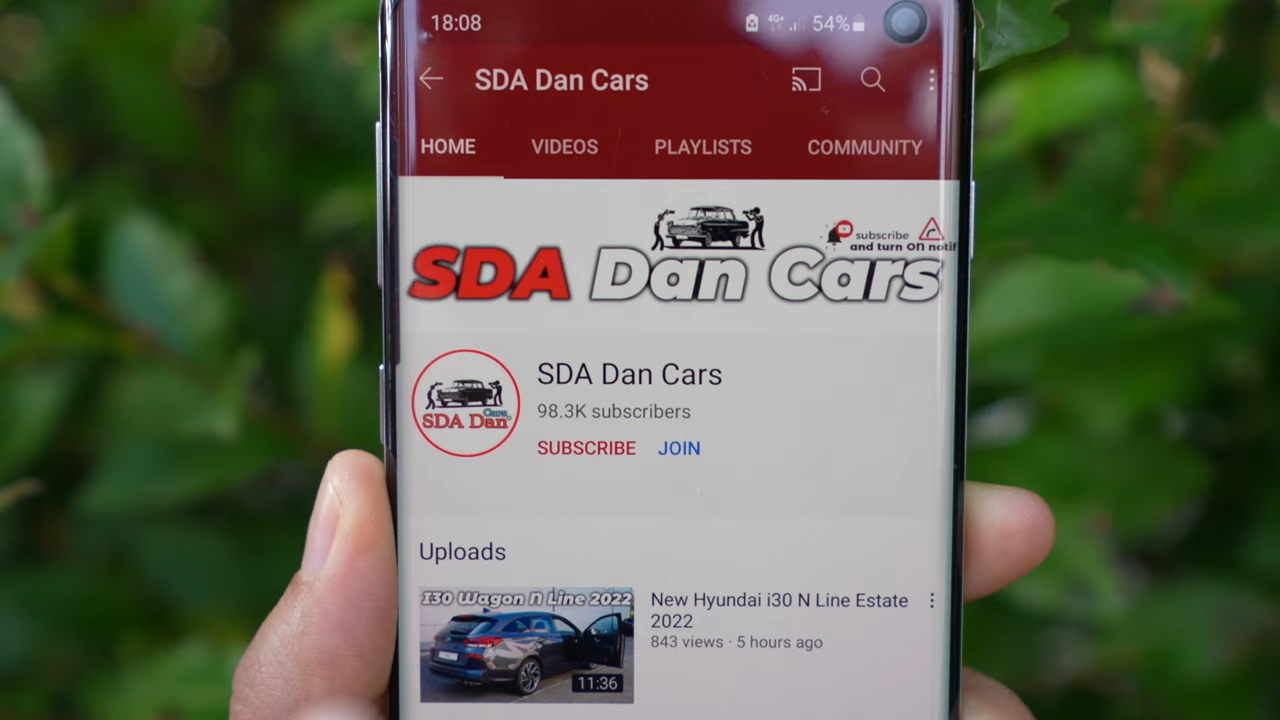 18:08
4G+ 54%
SDA Dan Cars
HOME VIDEOS PLAYLISTS COMMUNITY
subscribe
and turn on notif
SDA Dan Cars
SDA Dan Cars
98.3K subscribers
Cars
SDA Dan
SUBSCRIBE JOIN
Uploads
I30 Wagon N Line 2022
11:36
New Hyundai i30 N Line Estate
2022
843 views · 5 hours ago